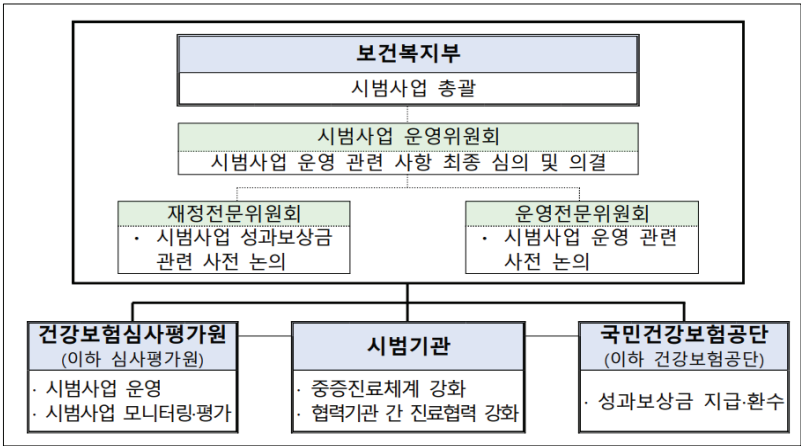 보건복지부
시범사업 총괄
시범사업 운영위원회
시범사업 운영 관련 사항 최종 심의 및 의결
재정전문위원회
· 시범사업 성과보상금
관련 사전 논의
운영전문위원회
· 시범사업 운영 관련
사전 논의
건강보험심사평가원
(이하 심사평가원)
· 시범사업 운영
· 시범사업 모니터링·평가
시범기관
· 중증진료체계 강화
· 협력기관 간 진료협력 강화
국민건강보험공단
(이하 건강보험공단)
· 성과보상금 지급·환수